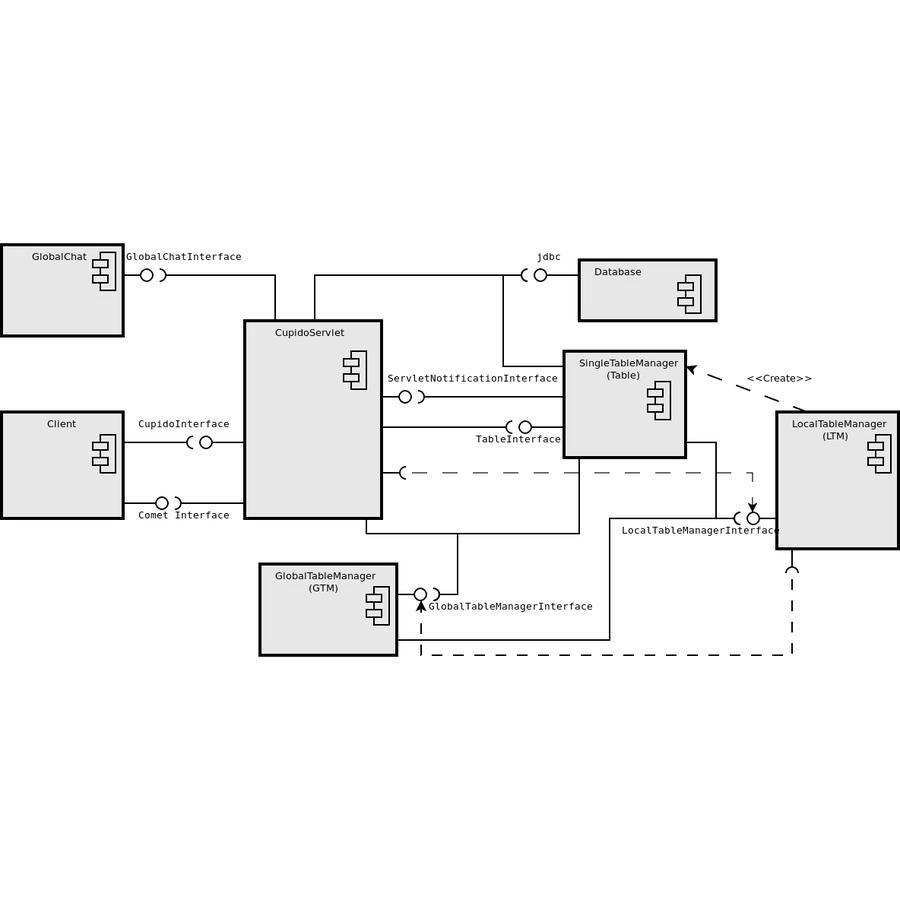 GlobalChat
GlobalChatInterface
jdbc
Database
CupidoServlet
SingleTableManager
(Table)
ServletNotificationInterface
<<Create>>
Client
CupidoInterface
TableInterface
LocalTableManager
(LTM)
Comet Interface
LocalTableManagerInterface
GlobalTableManager
(GTM)
GlobalTableManagerInterface